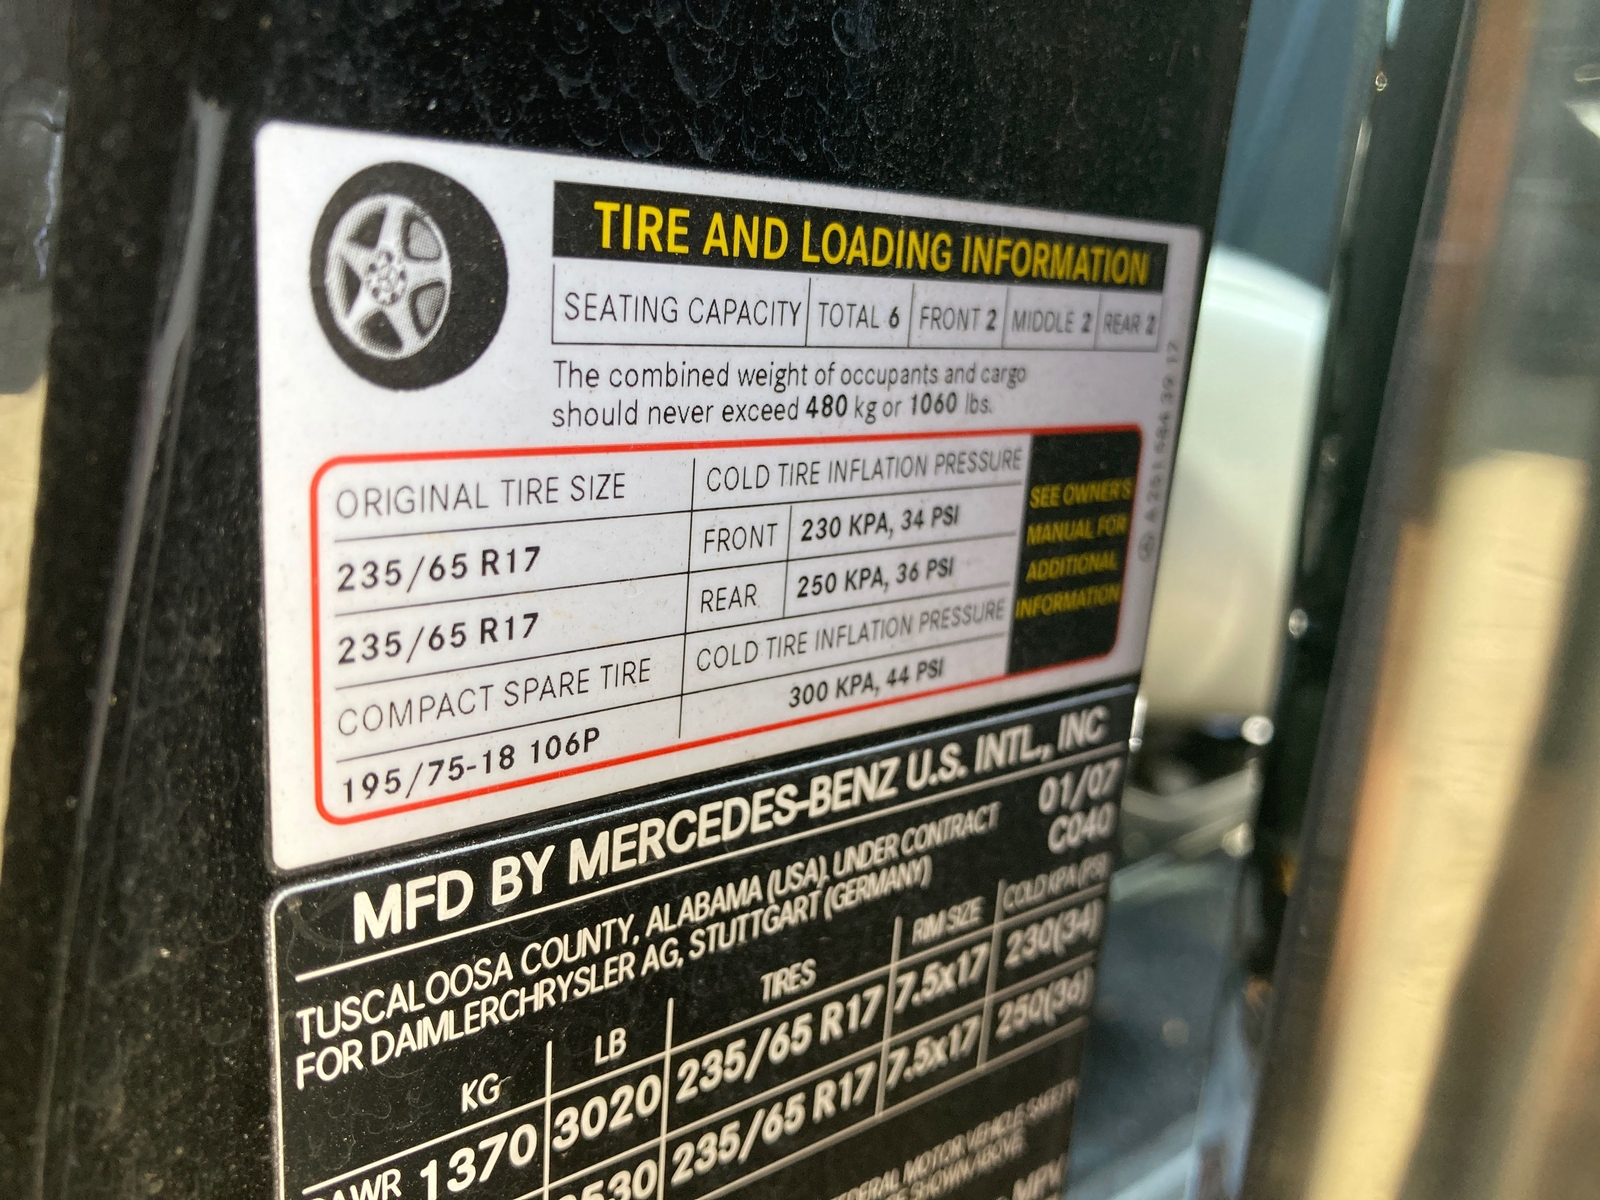 TIRE AND LOADING INFORMATION
SEATING CAPACITY TOTAL 6 FRONT 2 MIDDLE 2 REAR 2
The combined weight of occupants and cargo
should never exceed 480 kg or 1060 lbs.
ORIGINAL TIRE SIZE COLD TIRE INFLATION PRESSURE
235/65 R17 FRONT 230 KPA, 34 PSI
235/65 R17 REAR 250 KPA, 36 PSI
COMPACT SPARE TIRE COLD TIRE INFLATION PRESSURE
195/75-18 106P 300 KPA, 44 PSI
SEE OWNER'S
MANUAL FOR
ADDITIONAL
INFORMATION
MFD BY MERCEDES-BENZ U.S. INTL., INC
TUSCALOOSA COUNTY, ALABAMA (USA), UNDER CONTRACT 01/07
FOR DAIMLERCHRYSLER AG, STUTTGART (GERMANY) C040
KG LB TIRES RIM SIZE COLD KPA (PSI)
1370 3020 235/65 R17 7.5x17 230(34)
235/65 R17 7.5x17 250(36)
MOTOR VEHICLE SAFETY
SHOWN ABOVE